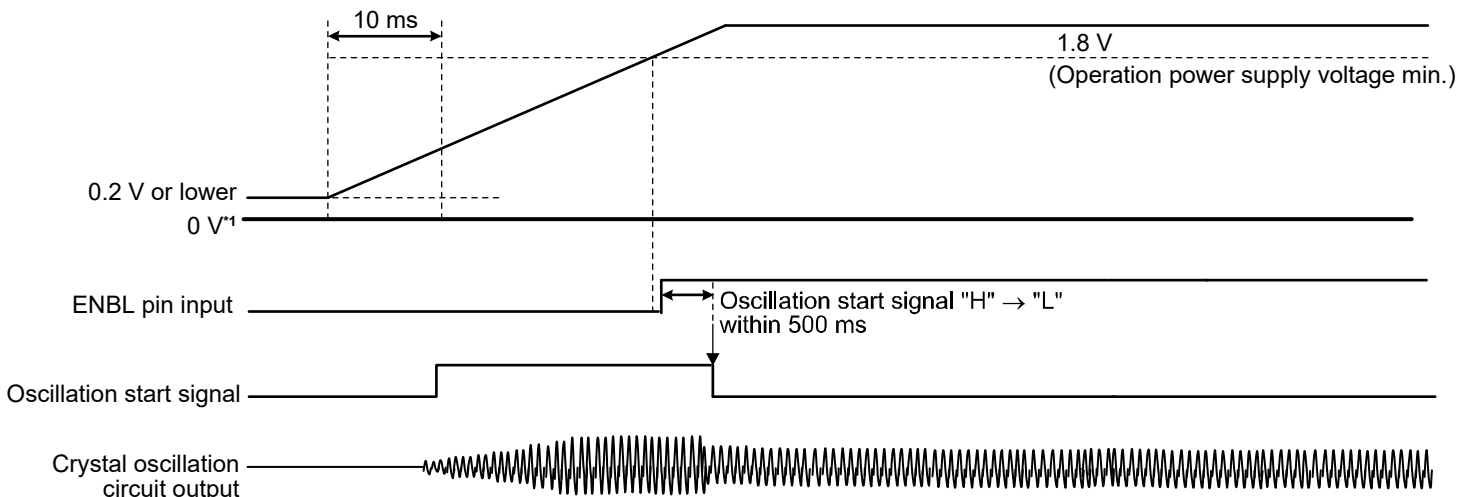 10 ms
1.8 V
(Operation power supply voltage min.)
0.2 V or lower
0 V*1
ENBL pin input
Oscillation start signal "H" → "L"
within 500 ms
Oscillation start signal
Crystal oscillation
circuit output